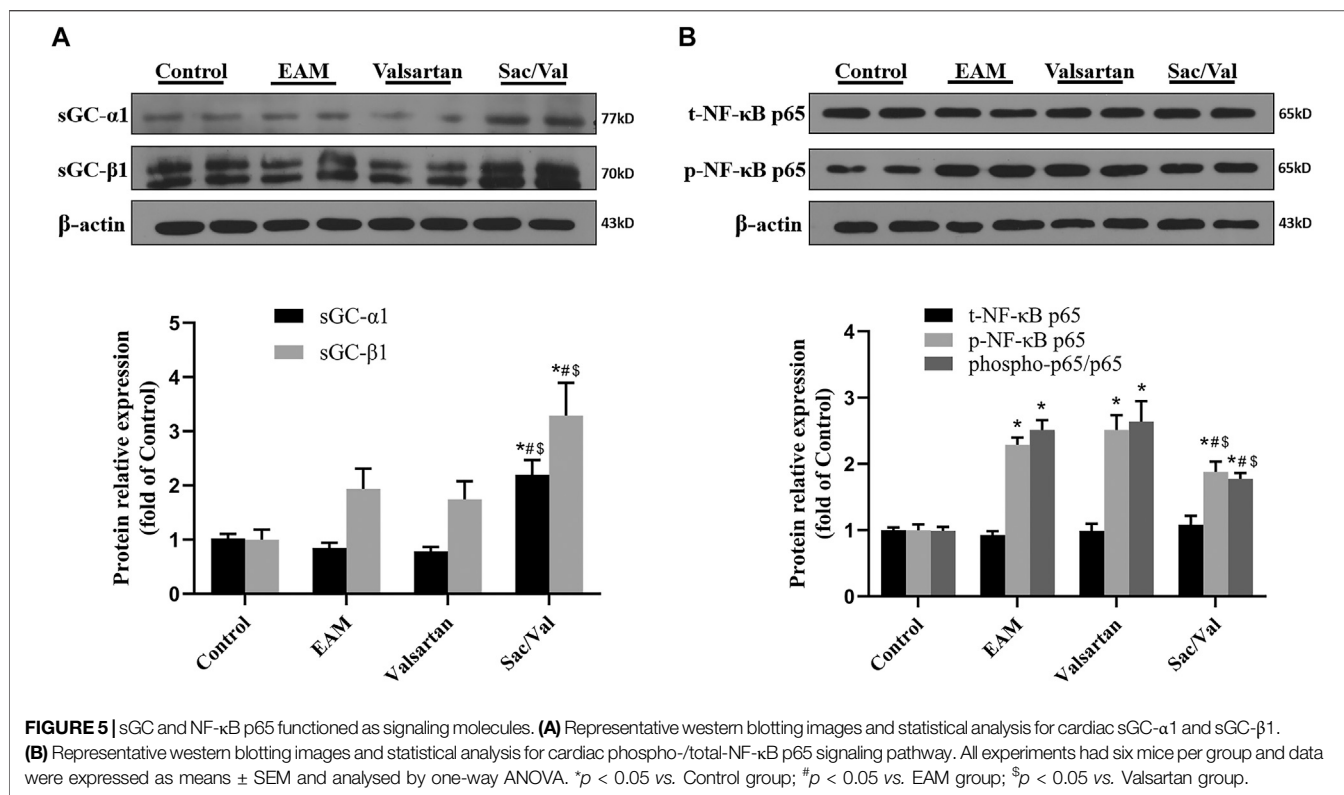 A
Control EAM Valsartan Sac/Val
sGC-α1 77kD
sGC-β1 70kD
β-actin 43kD
5
4
3
2
1
0
Protein relative expression
(fold of Control)
sGC-α1
sGC-β1
*#$
*#$
Control EAM Valsartan Sac/Val
B
Control EAM Valsartan Sac/Val
t-NF-κB p65 65kD
p-NF-κB p65 65kD
β-actin 43kD
4
3
2
1
0
Protein relative expression
(fold of Control)
t-NF-κB p65
p-NF-κB p65
phospho-p65/p65
* *
* *
*#$
*#$
Control EAM Valsartan Sac/Val
FIGURE 5 | sGC and NF-κB p65 functioned as signaling molecules. (A) Representative western blotting images and statistical analysis for cardiac sGC-α1 and sGC-β1.
(B) Representative western blotting images and statistical analysis for cardiac phospho-/total-NF-κB p65 signaling pathway. All experiments had six mice per group and data
were expressed as means ± SEM and analysed by one-way ANOVA. *p < 0.05 vs. Control group; #p < 0.05 vs. EAM group; $p < 0.05 vs. Valsartan group.